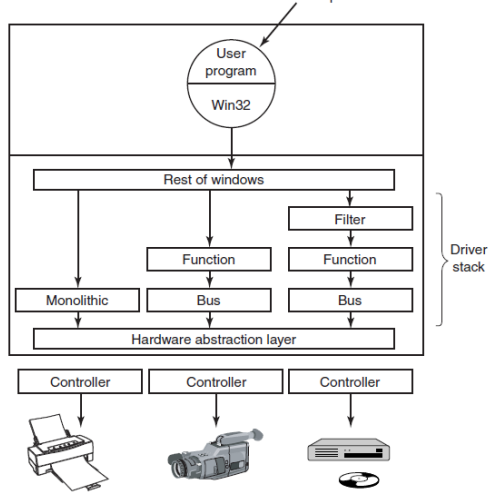 User
program
Win32
Rest of windows
Filter
Driver
stack
Function
Function
Monolithic
Bus
Bus
Hardware abstraction layer
Controller
Controller
Controller